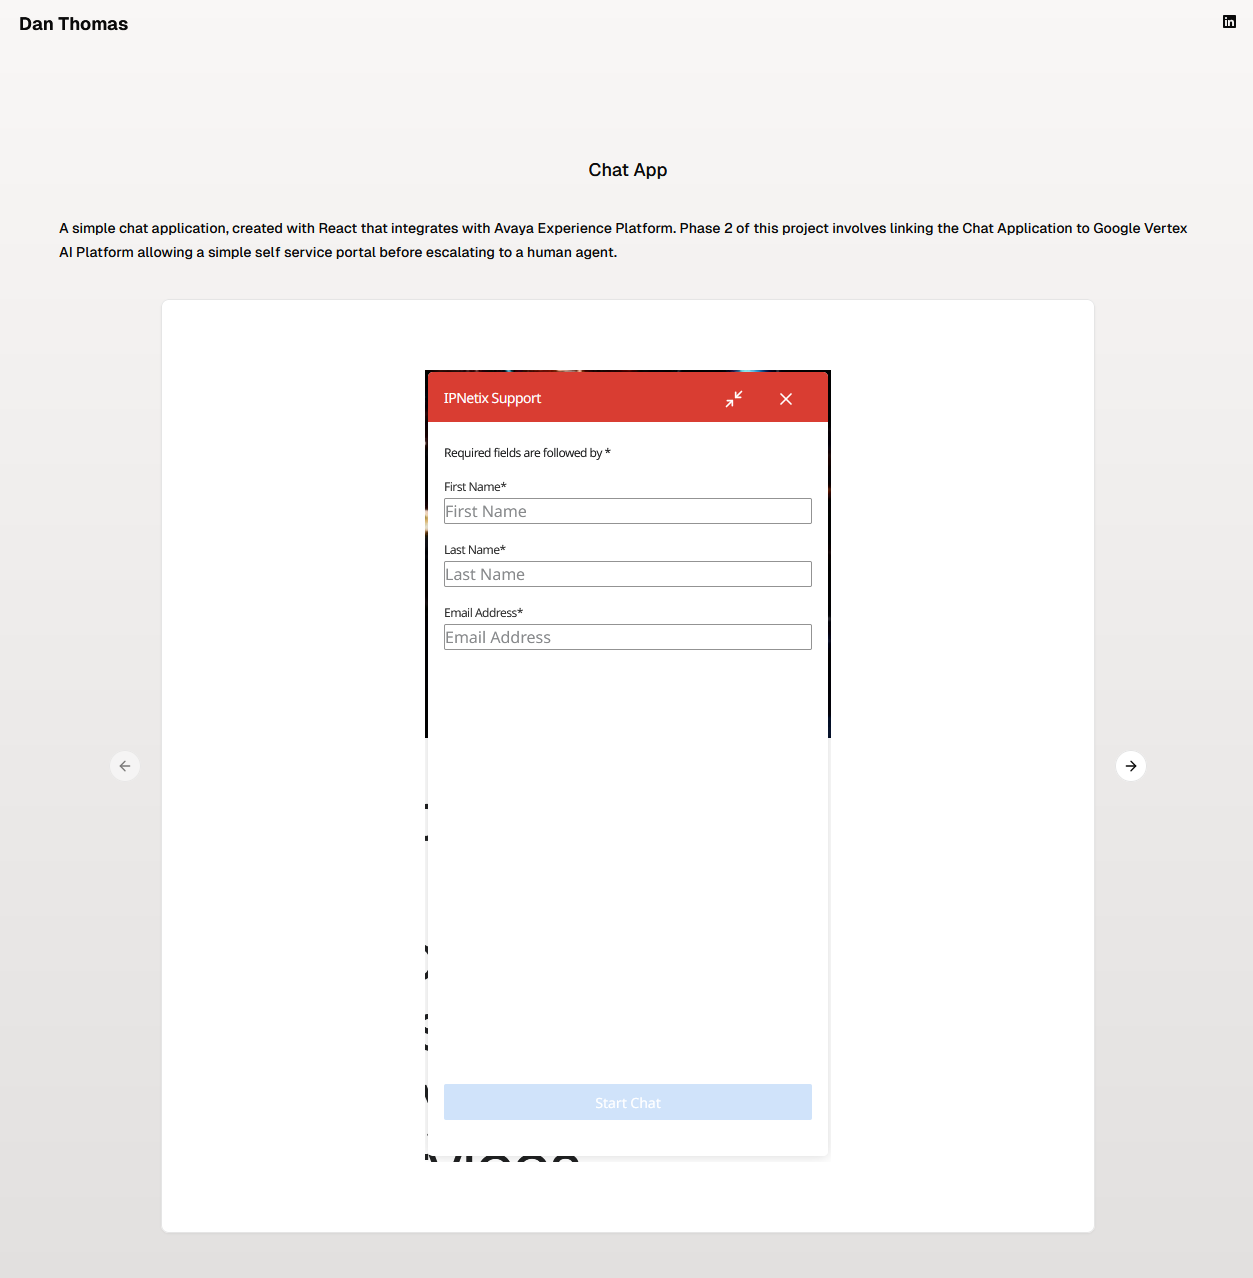 Dan Thomas
Chat App
A simple chat application, created with React that integrates with Avaya Experience Platform. Phase 2 of this project involves linking the Chat Application to Google Vertex
AI Platform allowing a simple self service portal before escalating to a human agent.
IPNetix Support
Required fields are followed by *
First Name*
First Name
Last Name*
Last Name
Email Address*
Email Address
Start Chat